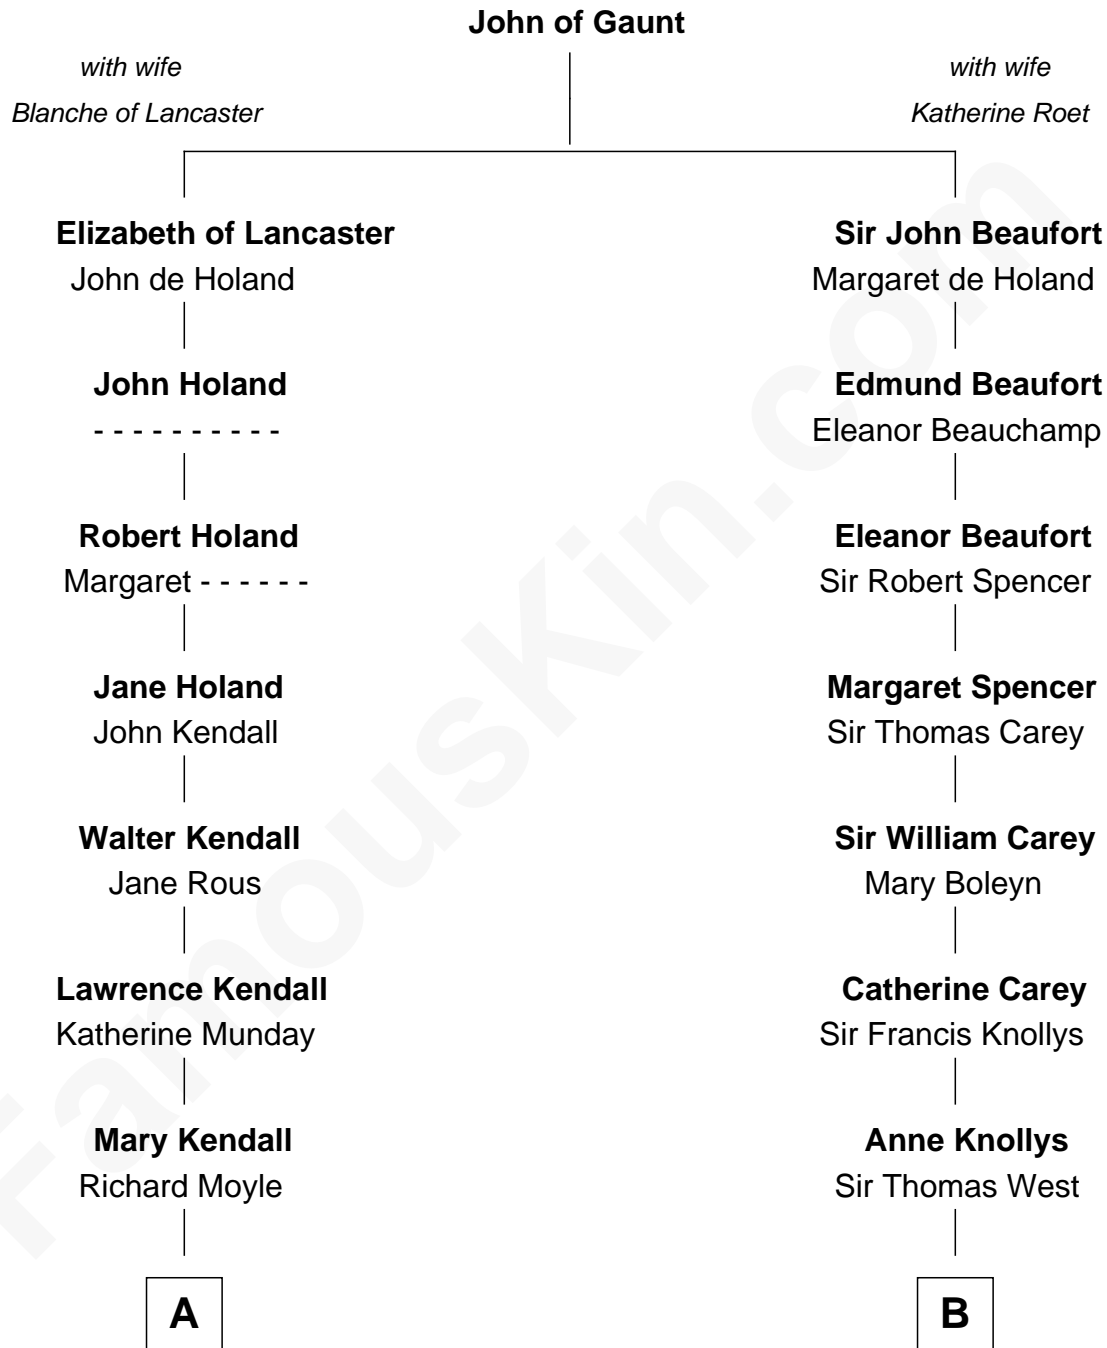 John of Gaunt
with wife
Blanche of Lancaster
with wife
Katherine Roet
Elizabeth of Lancaster
John de Holand
Sir John Beaufort
Margaret de Holand
John Holand
- - - - - - - - - -
Edmund Beaufort
Eleanor Beauchamp
Robert Holand
Margaret - - - - - -
Eleanor Beaufort
Sir Robert Spencer
Jane Holand
John Kendall
Margaret Spencer
Sir Thomas Carey
Walter Kendall
Jane Rous
Sir William Carey
Mary Boleyn
Lawrence Kendall
Katherine Munday
Catherine Carey
Sir Francis Knollys
Mary Kendall
Richard Moyle
Anne Knollys
Sir Thomas West
A
B
FamousKin.com